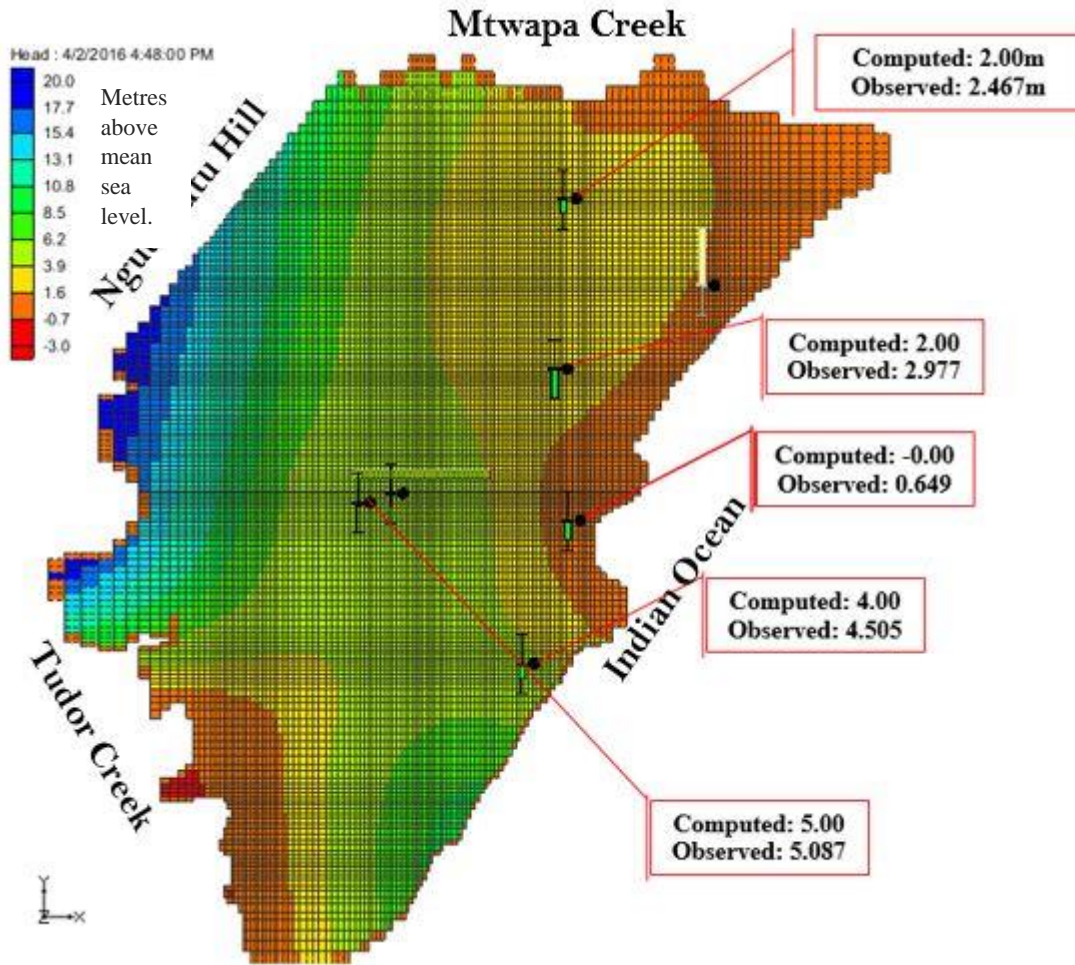 Mtwapa Creek
Head : 4/2/2016 4:48:00 PM
20.0
17.7
15.4
13.1
10.8
8.5
6.2
3.9
1.6
-0.7
-3.0
Metres
above
mean
sea
level.
Computed: 2.00m
Observed: 2.467m
Computed: 2.00
Observed: 2.977
Computed: -0.00
Observed: 0.649
Indian Ocean
Computed: 4.00
Observed: 4.505
Tudor Creek
Computed: 5.00
Observed: 5.087
Hill
Y
Z
X